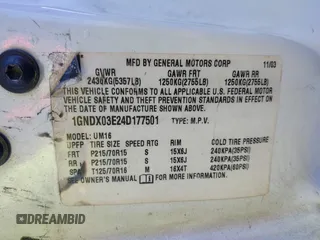 MFD BY GENERAL MOTORS CORP 11/03
GVWR GAWR FRT GAWR RR
2430KG(5357LB) 1250KG(2755LB) 1250KG(2755LB)
THIS VEHICLE CONFORMS TO ALL APPLICABLE U.S. FEDERAL MOTOR
VEHICLE SAFETY AND THEFT PREVENTION STANDARDS IN EFFECT ON
THE DATE OF MANUFACTURE SHOWN ABOVE.
1GNDX03E24D177501 TYPE: M.P.V.
MODEL: UM16
UPFP TIRE SIZE SPEED RTG RIM COLD TIRE PRESSURE
FRT P215/70R15 S 15X6J 240KPA(35PSI)
RR P215/70R15 S 15X6J 240KPA(35PSI)
SPA T125/70R16 M 16X4T 420KPA(60PSI)
SEE OWNER'S MANUAL FOR MORE INFORMATION.
DREAMBID